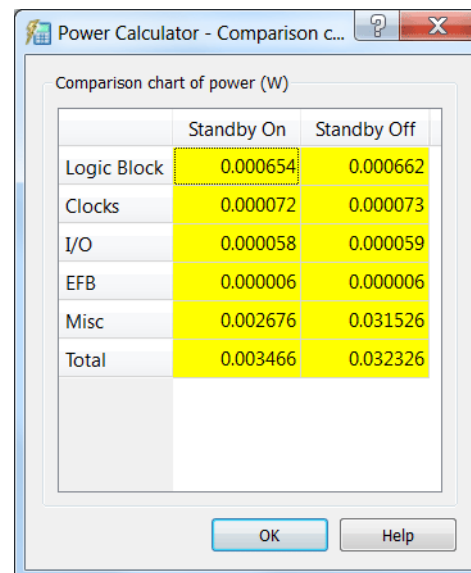 Power Calculator - Comparison c...
Comparison chart of power (W)
Standby On Standby Off
Logic Block 0.000654 0.000662
Clocks 0.000072 0.000073
I/O 0.000058 0.000059
EFB 0.000006 0.000006
Misc 0.002676 0.031526
Total 0.003466 0.032326
OK Help